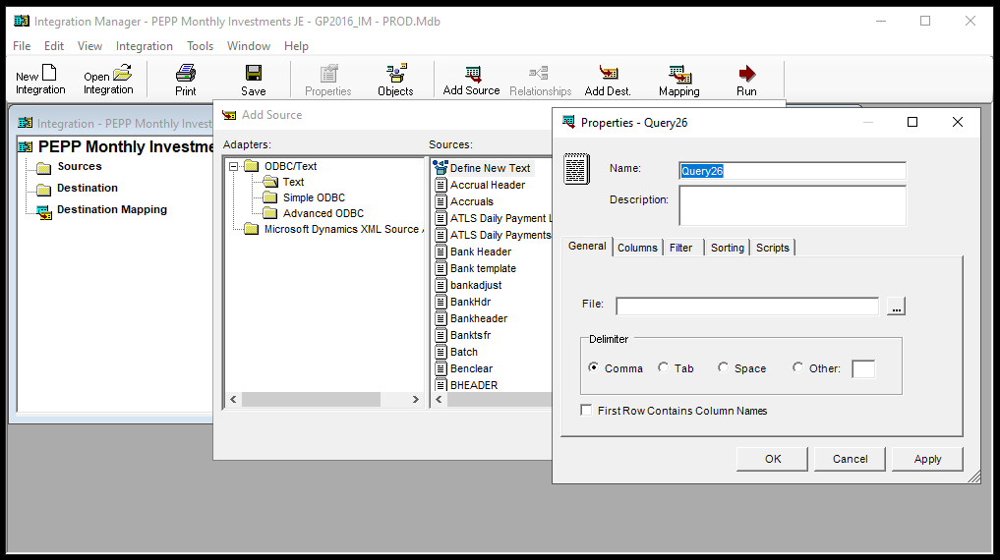 Integration Manager - PEPP Monthly Investments JE - GP2016_IM - PROD.Mdb
File Edit View Integration Tools Window Help
New Integration
Open Integration
Print
Save
Properties
Objects
Add Source
Relationships
Add Dest.
Mapping
Run
Integration - PEPP Monthly Invest
PEPP Monthly Investme
Sources
Destination
Destination Mapping
Add Source
Adapters:
ODBC/Text
Text
Simple ODBC
Advanced ODBC
Microsoft Dynamics XML Source
Sources:
Define New Text
Accrual Header
Accruals
ATLS Daily Payment
ATLS Daily Payments
Bank Header
Bank template
bankadjust
BankHdr
Bankheader
Banktsfr
Batch
Benclear
BHEADER
Properties - Query26
Name: Query26
Description:
General Columns Filter Sorting Scripts
File: ...
Delimiter
Comma Tab Space Other:
First Row Contains Column Names
OK Cancel Apply